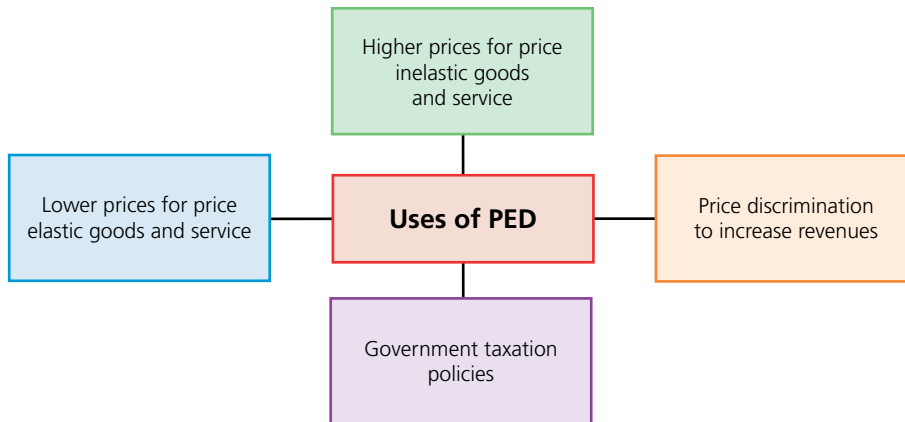 Higher prices for price
inelastic goods
and service
Lower prices for price
elastic goods and service
Uses of PED
Price discrimination
to increase revenues
Government taxation
policies